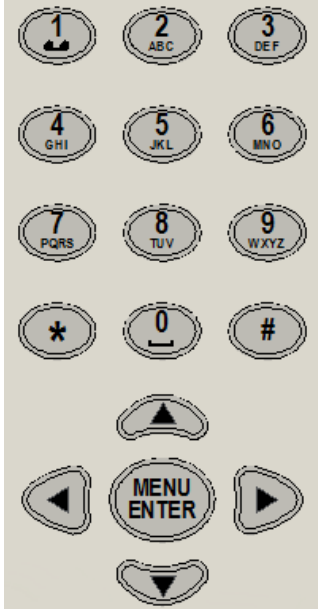 1 2 3
ABC DEF
4 5 6
GHI JKL MNO
7 8 9
PQRS TUV WXYZ
* 0 #
MENU
ENTER